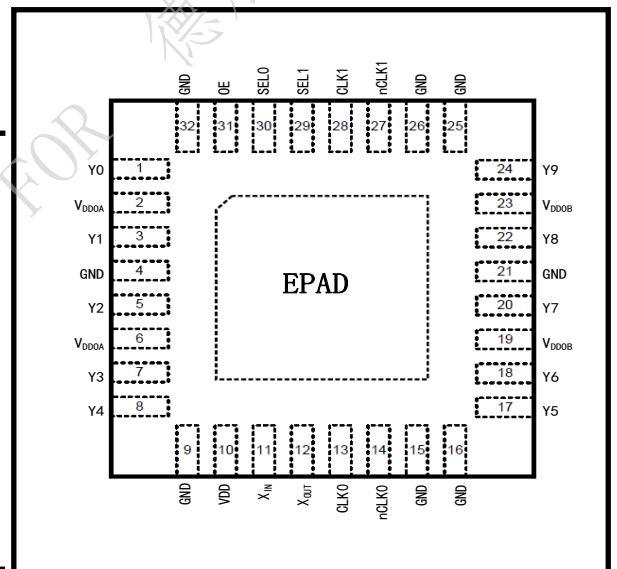 德
FOR
GND OE SEL0 SEL1 CLK1 nCLK1 GND GND
32 31 30 29 28 27 26 25
Y0 1 24 Y9
VDDOA 2 23 VDDOB
Y1 3 22 Y8
GND 4 21 GND
EPAD
Y2 5 20 Y7
VDDOA 6 19 VDDOB
Y3 7 18 Y6
Y4 8 17 Y5
9 10 11 12 13 14 15 16
GND VDD XIN XOUT CLK0 nCLK0 GND GND